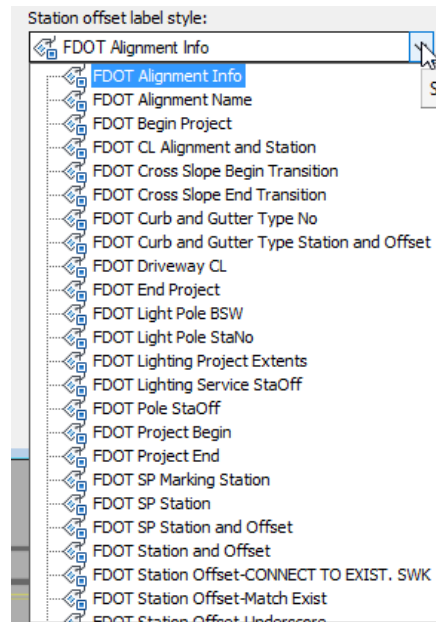 Station offset label style:
FDOT Alignment Info
FDOT Alignment Info
FDOT Alignment Name
FDOT Begin Project
FDOT CL Alignment and Station
FDOT Cross Slope Begin Transition
FDOT Cross Slope End Transition
FDOT Curb and Gutter Type No
FDOT Curb and Gutter Type Station and Offset
FDOT Driveway CL
FDOT End Project
FDOT Light Pole BSW
FDOT Light Pole StaNo
FDOT Lighting Project Extents
FDOT Lighting Service StaOff
FDOT Pole StaOff
FDOT Project Begin
FDOT Project End
FDOT SP Marking Station
FDOT SP Station
FDOT SP Station and Offset
FDOT Station and Offset
FDOT Station Offset-CONNECT TO EXIST. SWK
FDOT Station Offset-Match Exist
FDOT Station Offset-Underscore